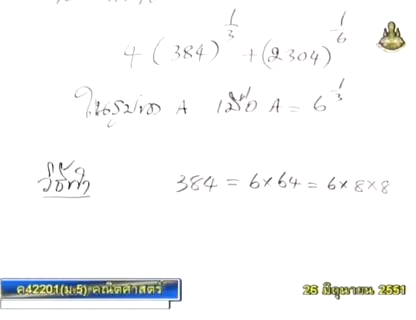 4(384)^{1/3} + (2304)^{1/6}
ในรูปของ A เมื่อ A = 6^{1/3}
วิธีทำ 384 = 6×64 = 6×8×8
ค42201(ม.5) คณิตศาสตร์
26 มิถุนายน 2551